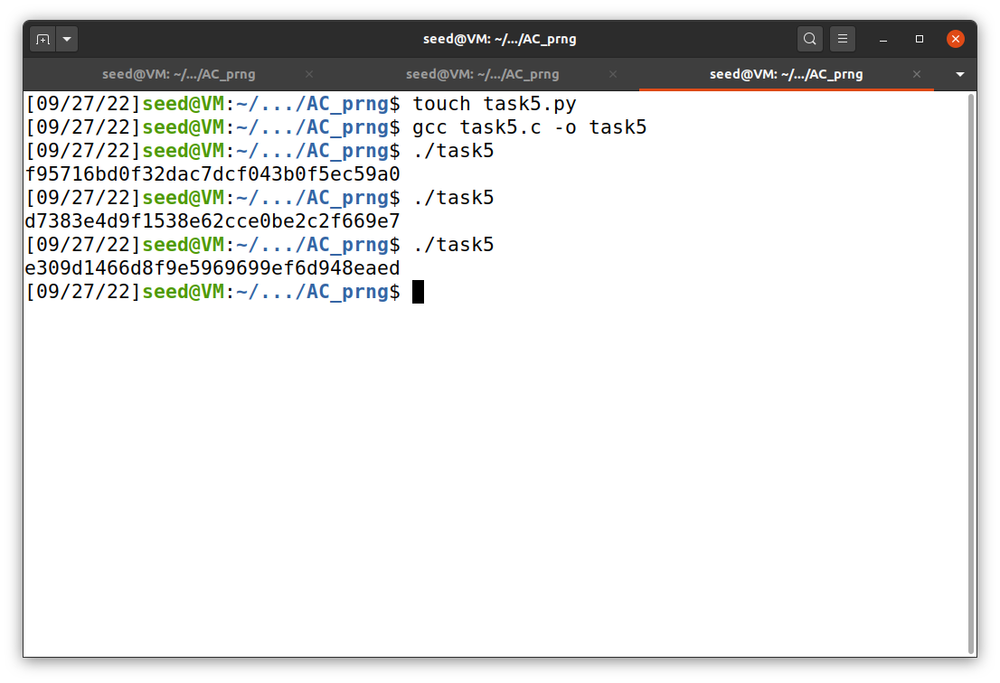 seed@VM: ~/.../AC_prng
seed@VM: ~/.../AC_prng
seed@VM: ~/.../AC_prng
seed@VM: ~/.../AC_prng
[09/27/22]seed@VM:~/.../AC_prng$ touch task5.py
[09/27/22]seed@VM:~/.../AC_prng$ gcc task5.c -o task5
[09/27/22]seed@VM:~/.../AC_prng$ ./task5
f95716bd0f32dac7dcf043b0f5ec59a0
[09/27/22]seed@VM:~/.../AC_prng$ ./task5
d7383e4d9f1538e62cce0be2c2f669e7
[09/27/22]seed@VM:~/.../AC_prng$ ./task5
e309d1466d8f9e5969699ef6d948eaed
[09/27/22]seed@VM:~/.../AC_prng$